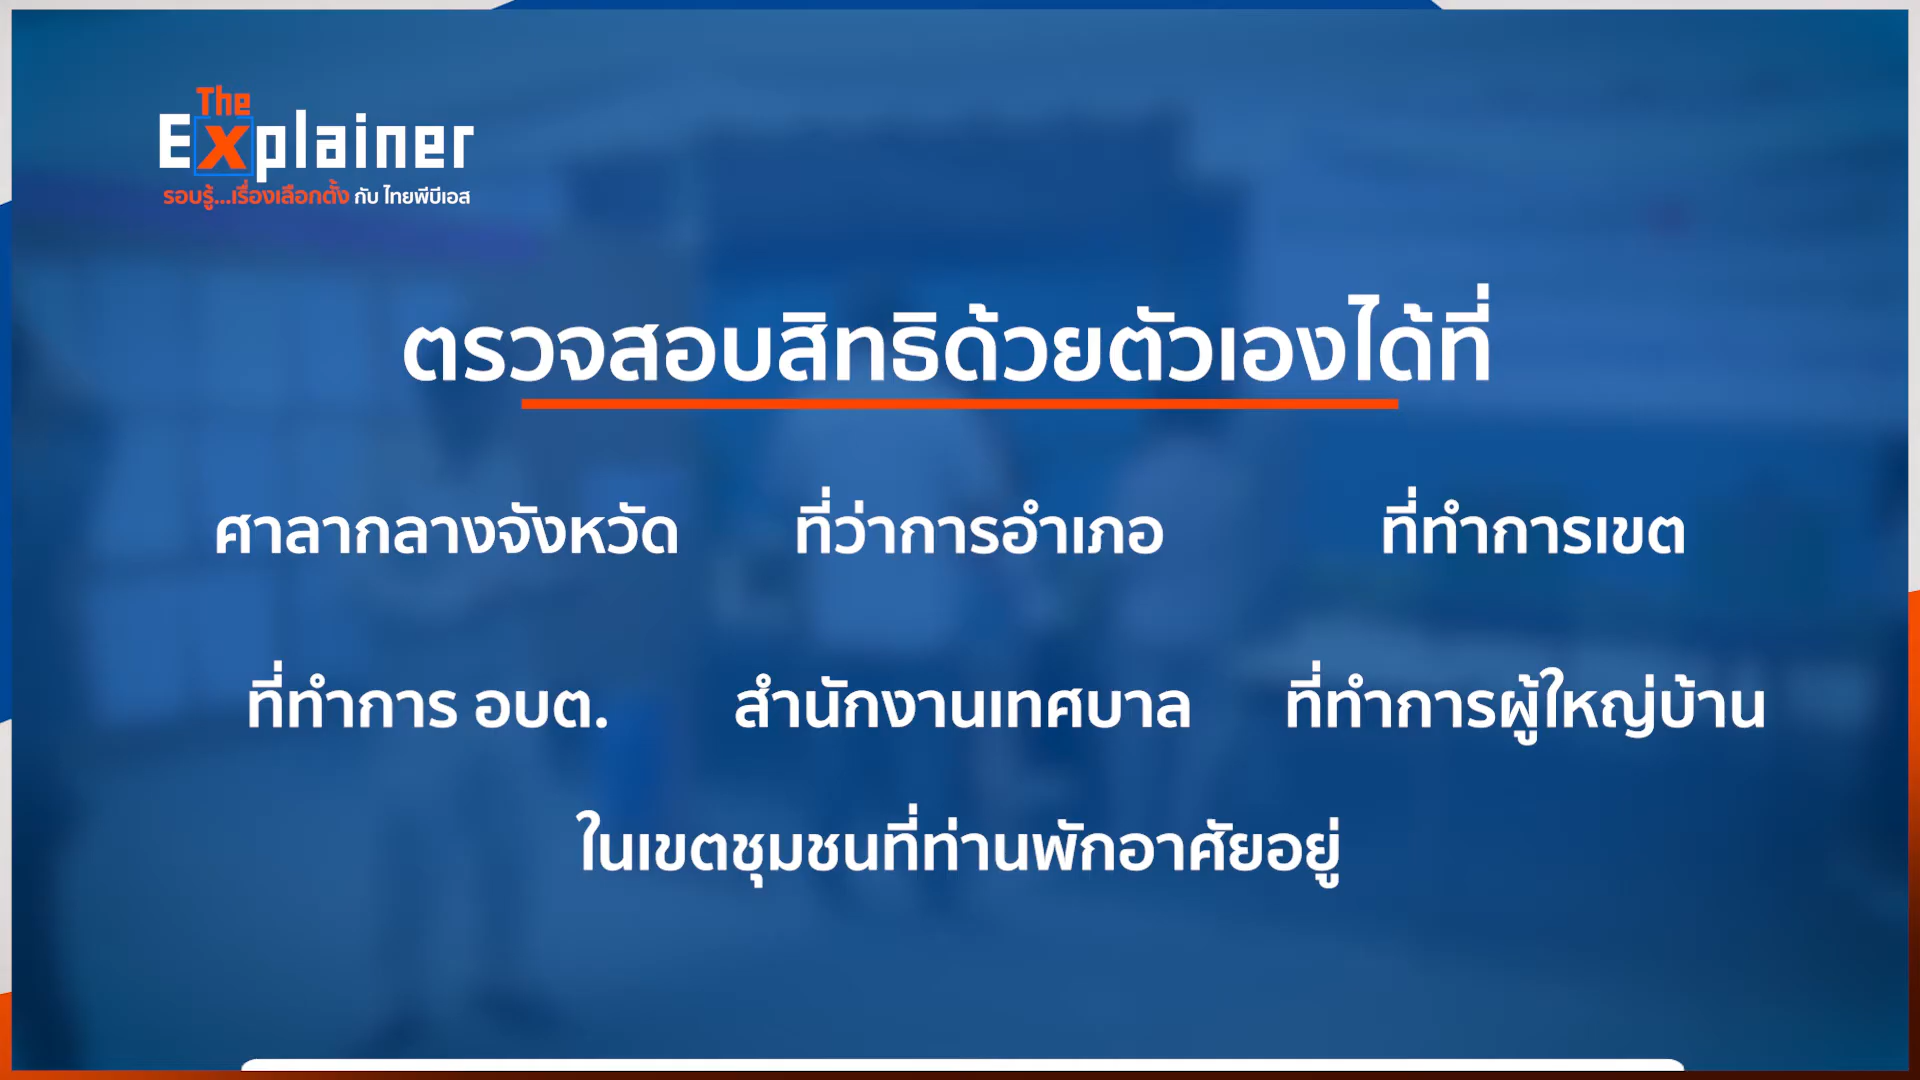 The
Explainer
รอบรู้...เรื่องเลือกตั้ง กับ ไทยพีบีเอส
ตรวจสอบสิทธิด้วยตัวเองได้ที่
ศาลากลางจังหวัด ที่ว่าการอำเภอ ที่ทำการเขต
ที่ทำการ อบต. สำนักงานเทศบาล ที่ทำการผู้ใหญ่บ้าน
ในเขตชุมชนที่ท่านพักอาศัยอยู่